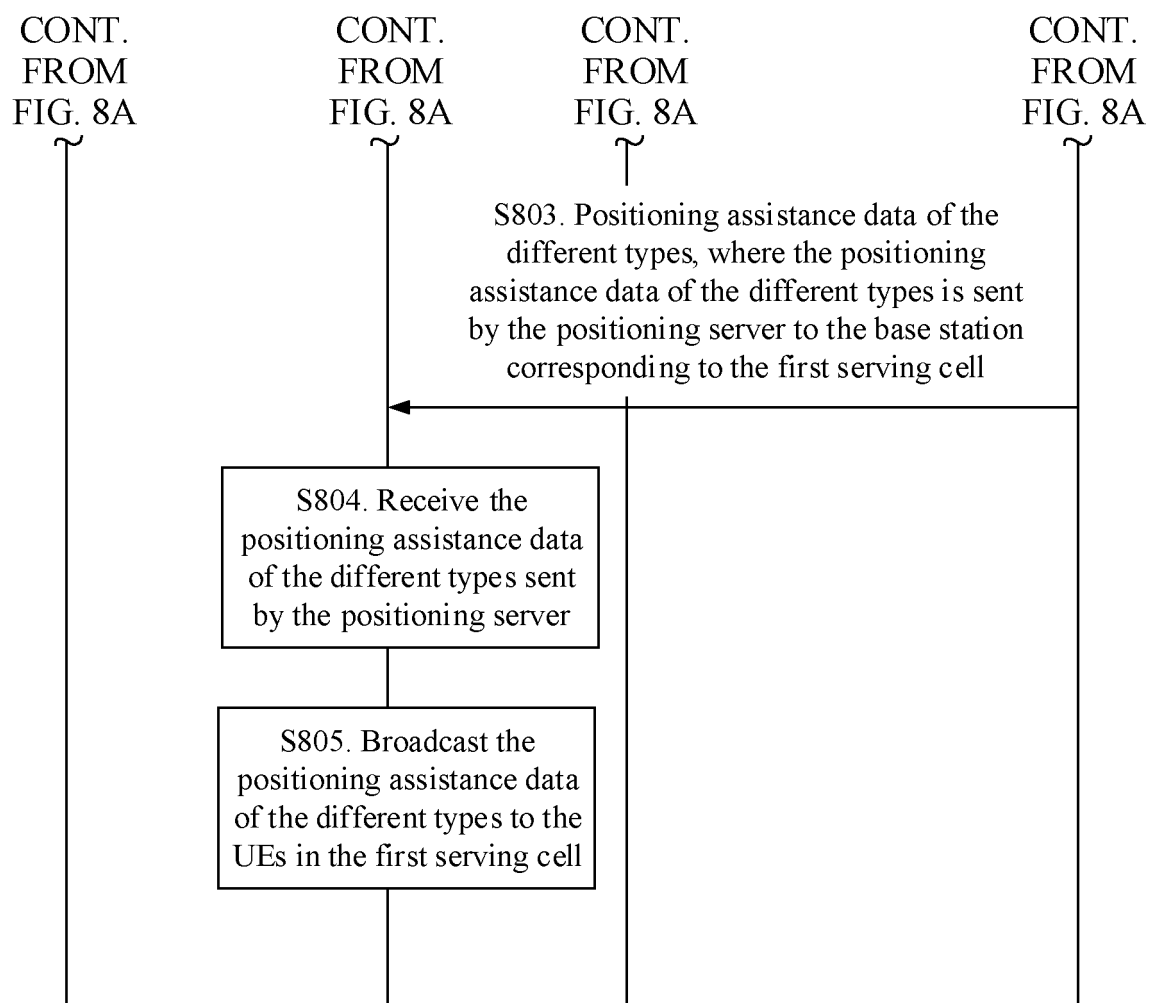 CONT.
FROM
FIG. 8A
CONT.
FROM
FIG. 8A
CONT.
FROM
FIG. 8A
CONT.
FROM
FIG. 8A
S803. Positioning assistance data of the
different types, where the positioning
assistance data of the different types is sent
by the positioning server to the base station
corresponding to the first serving cell
S804. Receive the
positioning assistance data
of the different types sent
by the positioning server
S805. Broadcast the
positioning assistance data
of the different types to the
UEs in the first serving cell